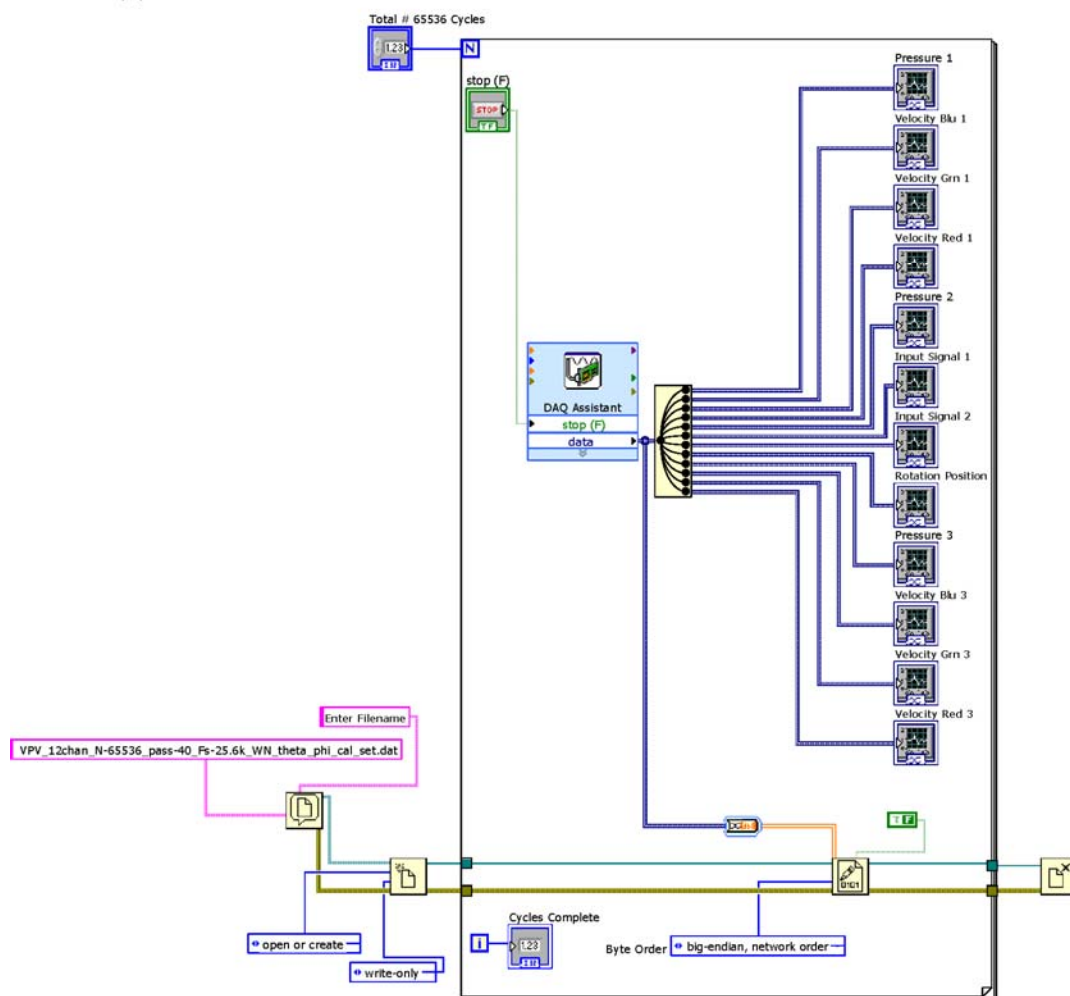 Total # 65536 Cycles
1.23
N
stop (F)
STOP
T F
DAQ Assistant
stop (F)
data
Pressure 1
Velocity Blu 1
Velocity Grn 1
Velocity Red 1
Pressure 2
Input Signal 1
Input Signal 2
Rotation Position
Pressure 3
Velocity Blu 3
Velocity Grn 3
Velocity Red 3
Enter Filename
VPV_12chan_N-65536_pass-40_Fs-25.6k_WN_theta_phi_cal_set.dat
T F
0101
open or create
write-only
i
Cycles Complete
1.23
Byte Order
big-endian, network order